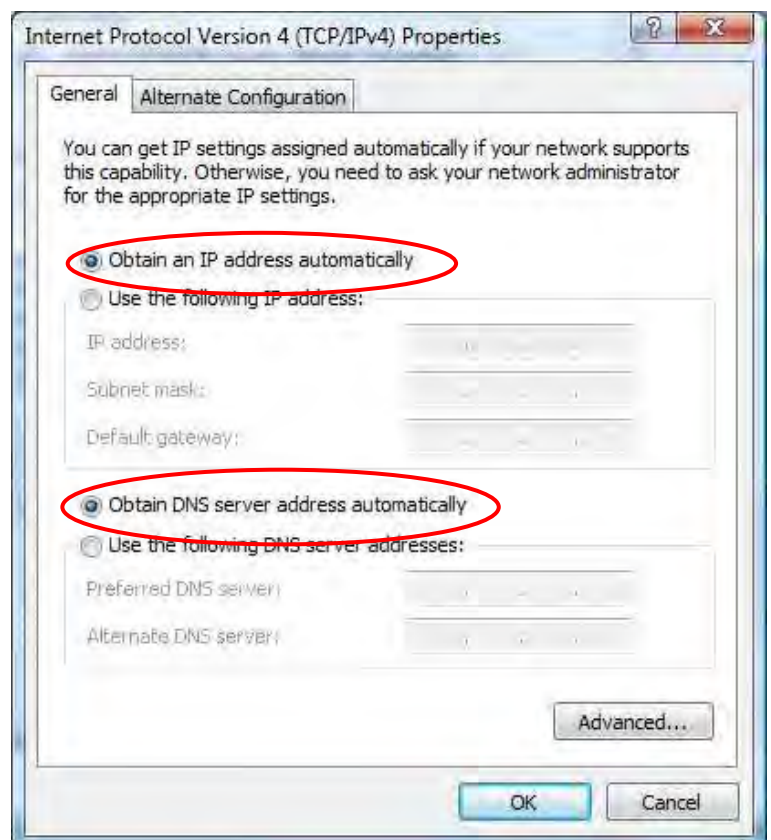 Internet Protocol Version 4 (TCP/IPv4) Properties
General
Alternate Configuration
You can get IP settings assigned automatically if your network supports
this capability. Otherwise, you need to ask your network administrator
for the appropriate IP settings.
Obtain an IP address automatically
Use the following IP address:
IP address:
Subnet mask:
Default gateway:
Obtain DNS server address automatically
Use the following DNS server addresses:
Preferred DNS server:
Alternate DNS server:
Advanced...
OK
Cancel